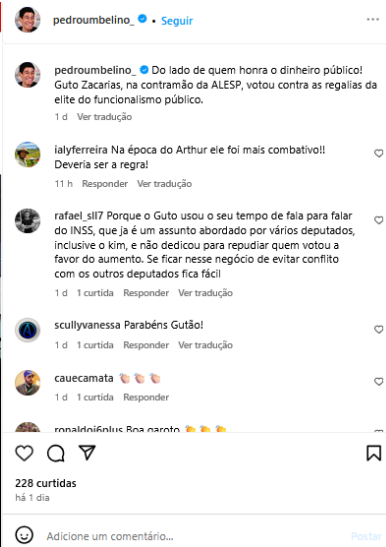 pedroumbelino_ • Seguir
pedroumbelino_ Do lado de quem honra o dinheiro público!
Guto Zacarias, na contramão da ALESP, votou contra as regalias da
elite do funcionalismo público.
1 d Ver tradução
ialyferreira Na época do Arthur ele foi mais combativo!!
Deveria ser a regra!
11 h Responder Ver tradução
rafael_sll7 Porque o Guto usou o seu tempo de fala para falar
do INSS, que ja é um assunto abordado por vários deputados,
inclusive o kim, e não dedicou para repudiar quem votou a
favor do aumento. Se ficar nesse negócio de evitar conflito
com os outros deputados fica fácil
1 d 1 curtida Responder Ver tradução
scullyvanessa Parabéns Gutão!
1 d 1 curtida Responder Ver tradução
cauecamata 👏🏻👏🏻👏🏻
1 d 1 curtida Responder
ronaldoj6plus Boa garoto 👏👏👏
228 curtidas
há 1 dia
Adicione um comentário...
Postar